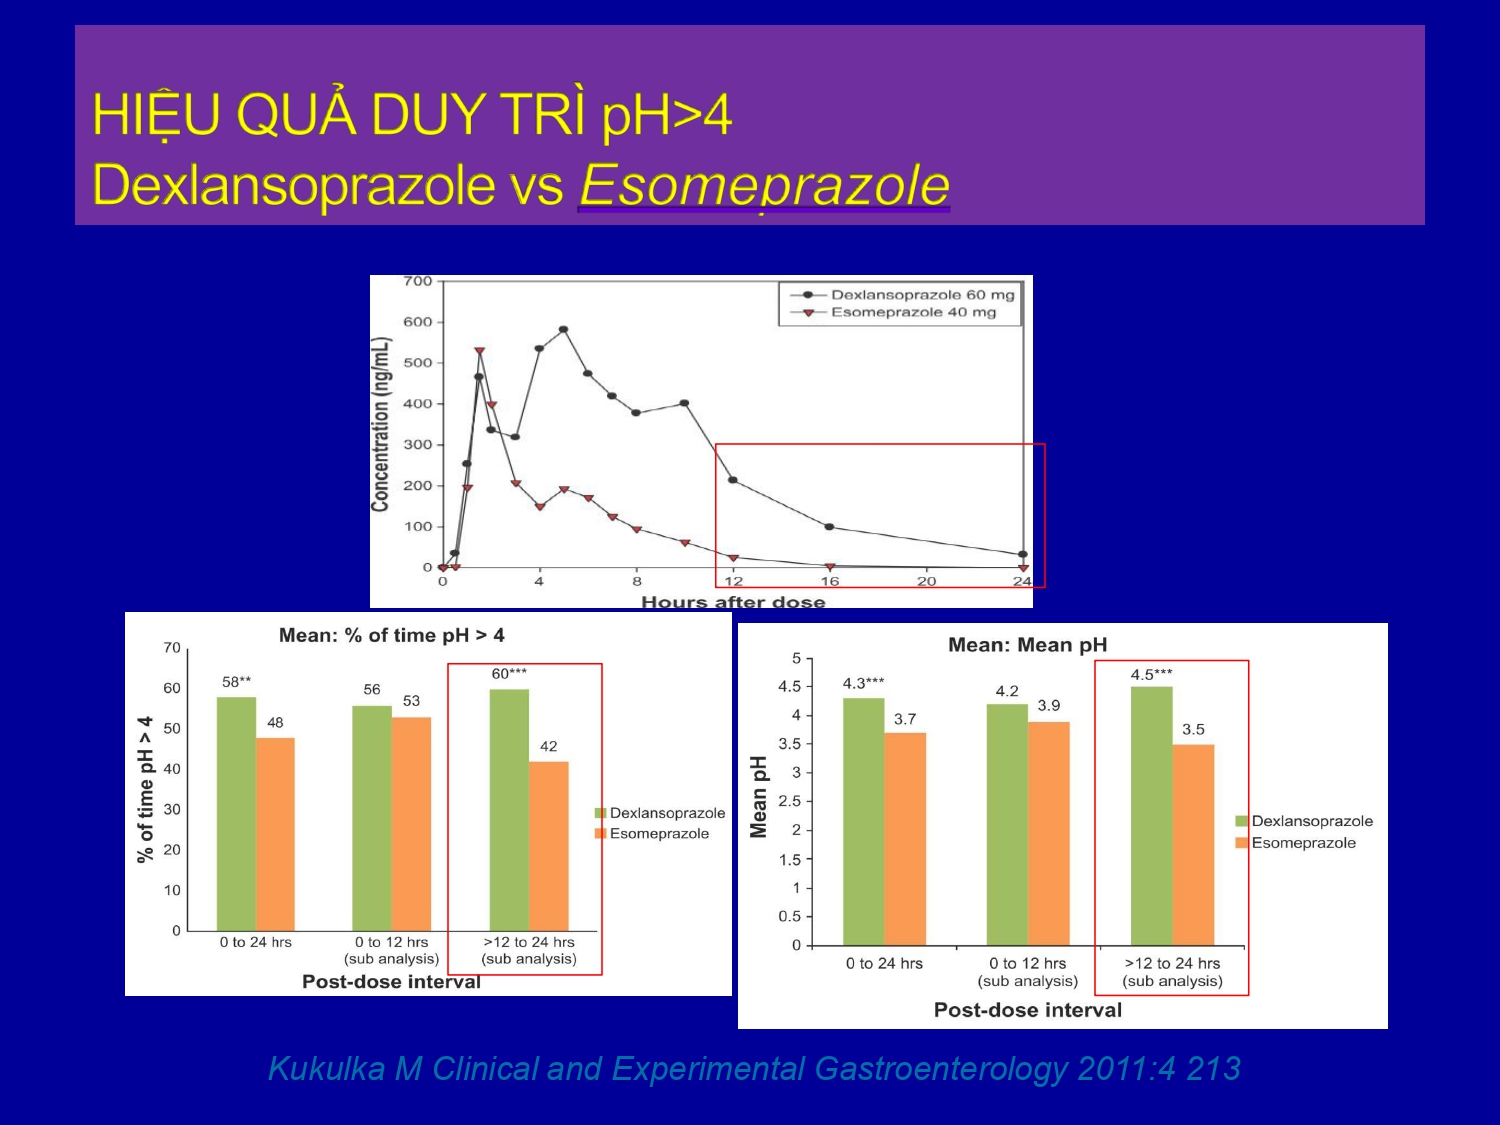 HIỆU QUẢ DUY TRÌ pH>4
Dexlansoprazole vs Esomeprazole
700
600
500
400
300
200
100
0
Concentration (ng/mL)
Dexlansoprazole 60 mg
Esomeprazole 40 mg
0 4 8 12 16 20 24
Hours after dose
Mean: % of time pH > 4
70
60
50
40
30
20
10
0
% of time pH > 4
58** 48 56 53 60*** 42
Dexlansoprazole
Esomeprazole
0 to 24 hrs 0 to 12 hrs >12 to 24 hrs
(sub analysis) (sub analysis)
Post-dose interval
Mean: Mean pH
5
4.5
4
3.5
3
2.5
2
1.5
1
0.5
0
Mean pH
4.3*** 3.7 4.2 3.9 4.5*** 3.5
Dexlansoprazole
Esomeprazole
0 to 24 hrs 0 to 12 hrs >12 to 24 hrs
(sub analysis) (sub analysis)
Post-dose interval
Kukulka M Clinical and Experimental Gastroenterology 2011:4 213